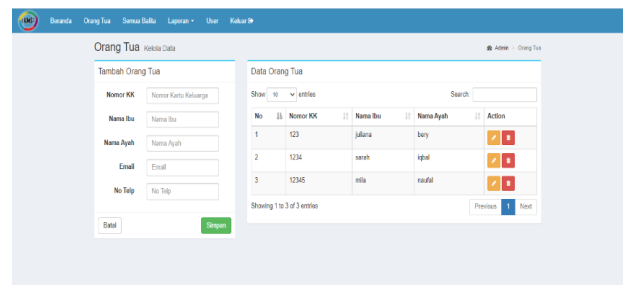 Beranda Orang Tua Semua Balita Laporan User Keluar
Orang Tua Kelola Data
Admin > Orang Tua
Tambah Orang Tua
Nomor KK Nomor Kartu Keluarga
Nama Ibu Nama Ibu
Nama Ayah Nama Ayah
Email Email
No Telp No Telp
Batal Simpan
Data Orang Tua
Show 10 entries Search:
No Nomor KK Nama Ibu Nama Ayah Action
1 123 juliana bery
2 1234 sarah iqbal
3 12345 mila naufal
Showing 1 to 3 of 3 entries
Previous 1 Next